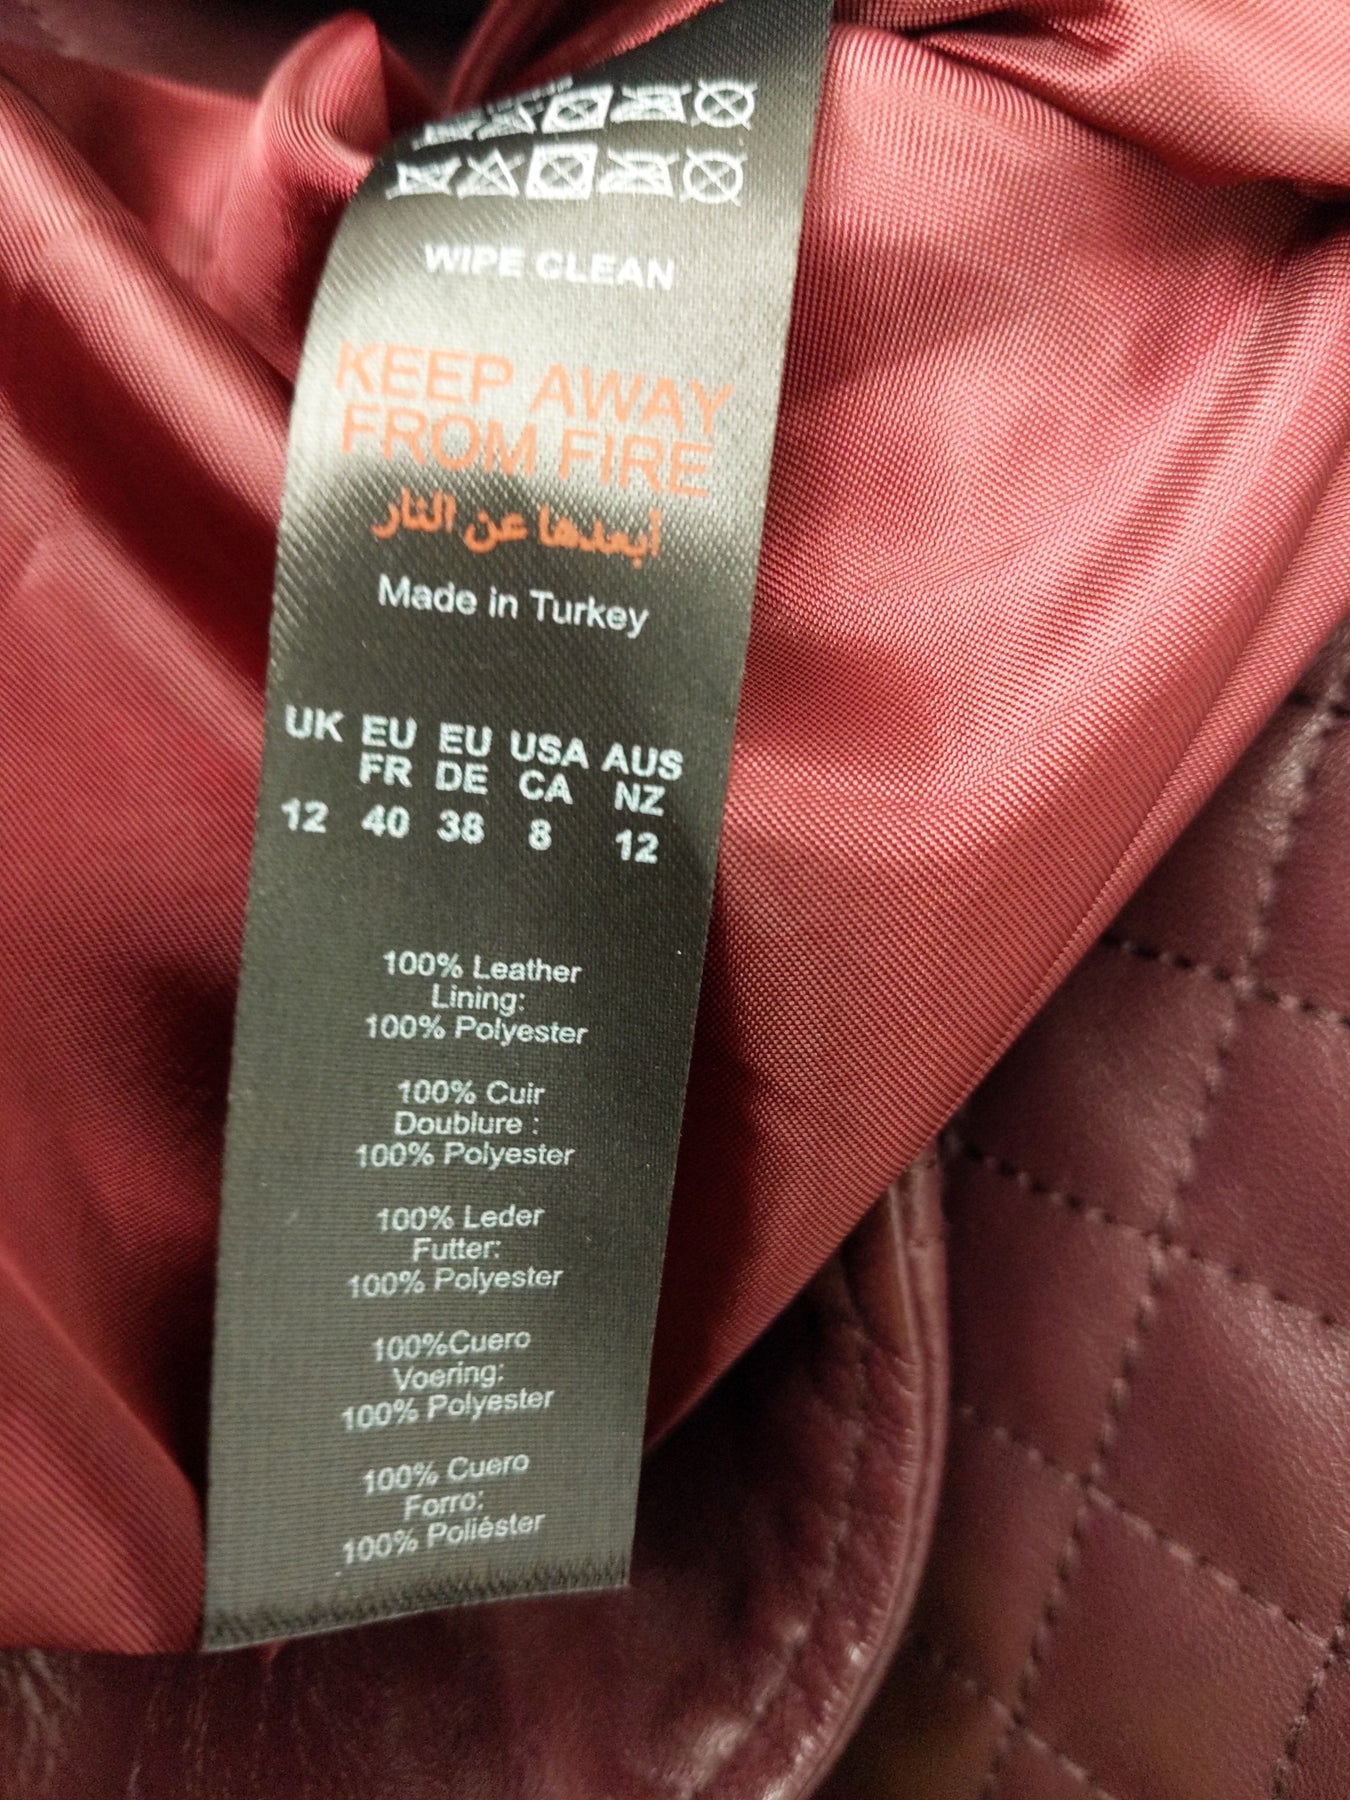 WIPE CLEAN
KEEP AWAY
FROM FIRE
أبعدها عن النار
Made in Turkey
UK EU EU USA AUS
FR DE CA NZ
12 40 38 8 12
100% Leather
Lining:
100% Polyester
100% Cuir
Doublure :
100% Polyester
100% Leder
Futter:
100% Polyester
100%Cuero
Voering:
100% Polyester
100% Cuero
Forro:
100% Poliéster